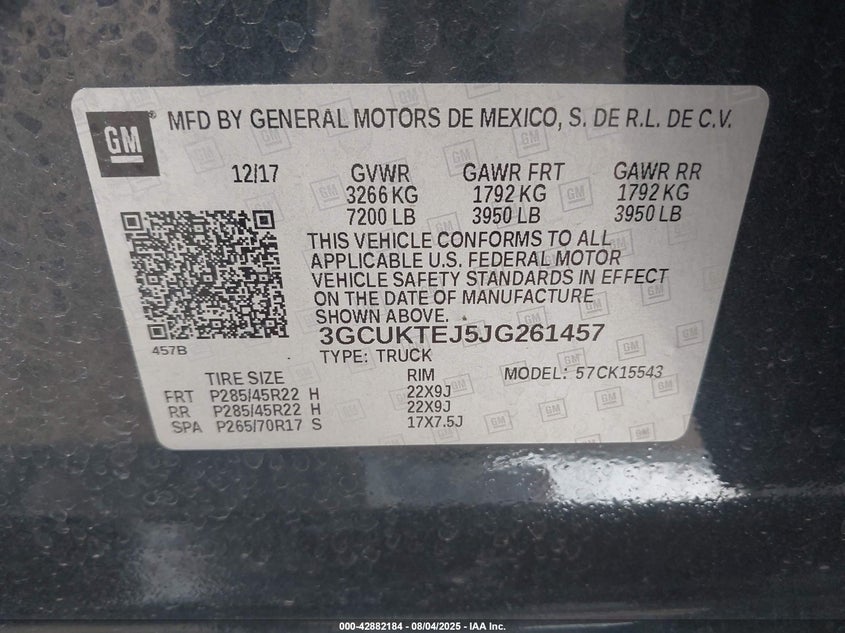 GM
MFD BY GENERAL MOTORS DE MEXICO, S. DE R.L. DE C.V.
12/17 GVWR GAWR FRT GAWR RR
3266 KG 1792 KG 1792 KG
7200 LB 3950 LB 3950 LB
THIS VEHICLE CONFORMS TO ALL
APPLICABLE U.S. FEDERAL MOTOR
VEHICLE SAFETY STANDARDS IN EFFECT
ON THE DATE OF MANUFACTURE
SHOWN ABOVE.
3GCUKTEJ5JG261457
457B
TYPE: TRUCK
TIRE SIZE RIM MODEL: 57CK15543
FRT P285/45R22 H 22X9J
RR P285/45R22 H 22X9J
SPA P265/70R17 S 17X7.5J
000-42882184 - 08/04/2025 - IAA Inc.